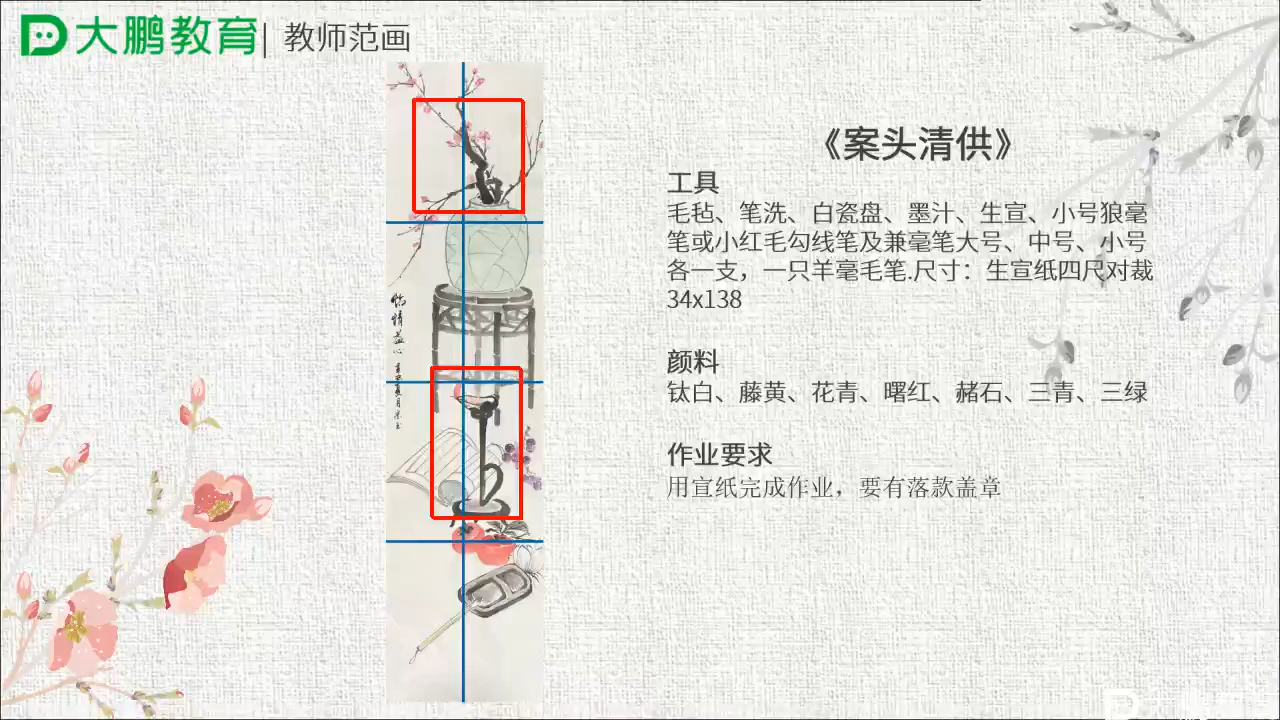 大鹏教育| 教师范画
《案头清供》
工具
毛毡、笔洗、白瓷盘、墨汁、生宣、小号狼毫
笔或小红毛勾线笔及兼毫笔大号、中号、小号
各一支，一只羊毫毛笔.尺寸：生宣纸四尺对裁
34x138
颜料
钛白、藤黄、花青、曙红、赭石、三青、三绿
作业要求
用宣纸完成作业，要有落款盖章
怡情益心